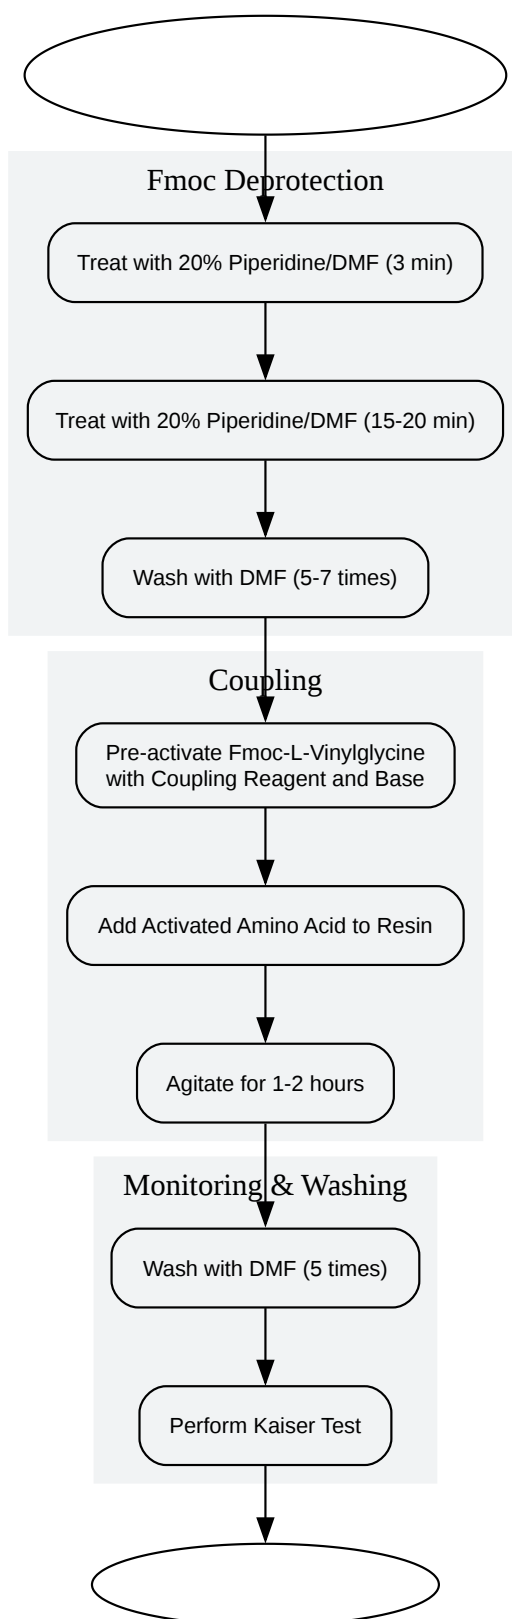 Fmoc Deprotection
Treat with 20% Piperidine/DMF (3 min)
Treat with 20% Piperidine/DMF (15-20 min)
Wash with DMF (5-7 times)
Coupling
Pre-activate Fmoc-L-Vinylglycine
with Coupling Reagent and Base
Add Activated Amino Acid to Resin
Agitate for 1-2 hours
Monitoring & Washing
Wash with DMF (5 times)
Perform Kaiser Test